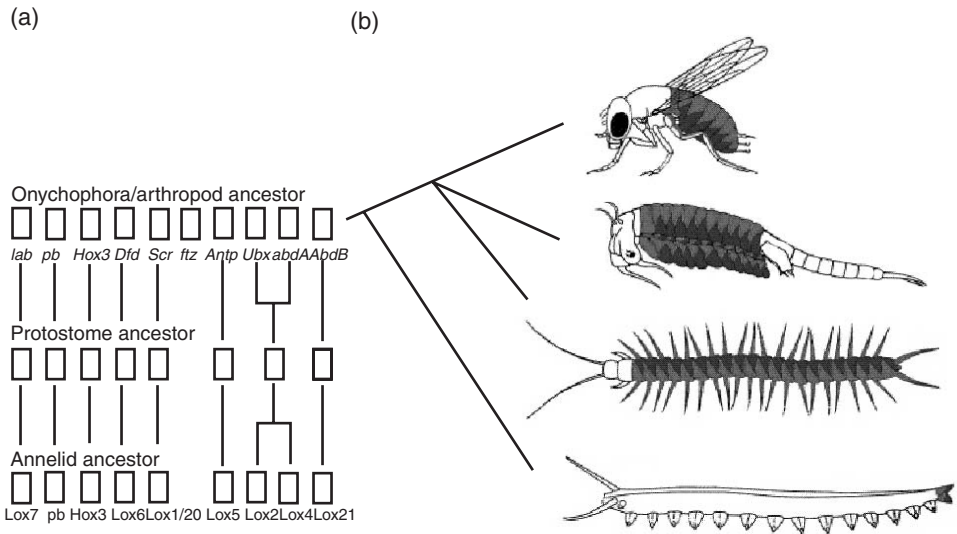 (a)
(b)
Onychophora/arthropod ancestor
lab pb Hox3 Dfd Scr ftz Antp Ubx abdA AbdB
Protostome ancestor
Annelid ancestor
Lox7 pb Hox3 Lox6 Lox1/20 Lox5 Lox2 Lox4 Lox21